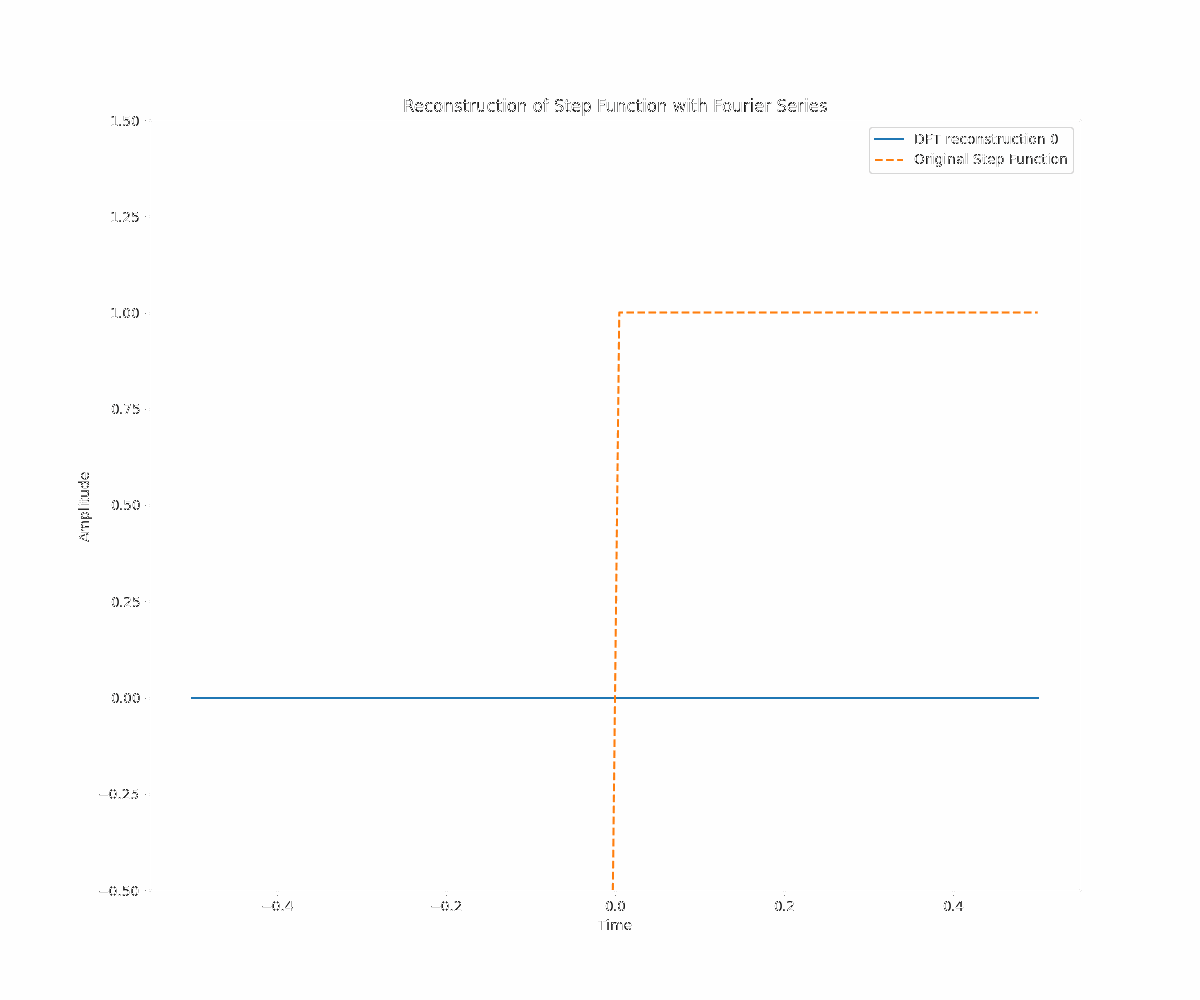 Reconstruction of Step Function with Fourier Series
DFT reconstruction 0
Original Step Function
1.50
1.25
1.00
0.75
0.50
0.25
0.00
−0.25
−0.50
Amplitude
−0.4 −0.2 0.0 0.2 0.4
Time